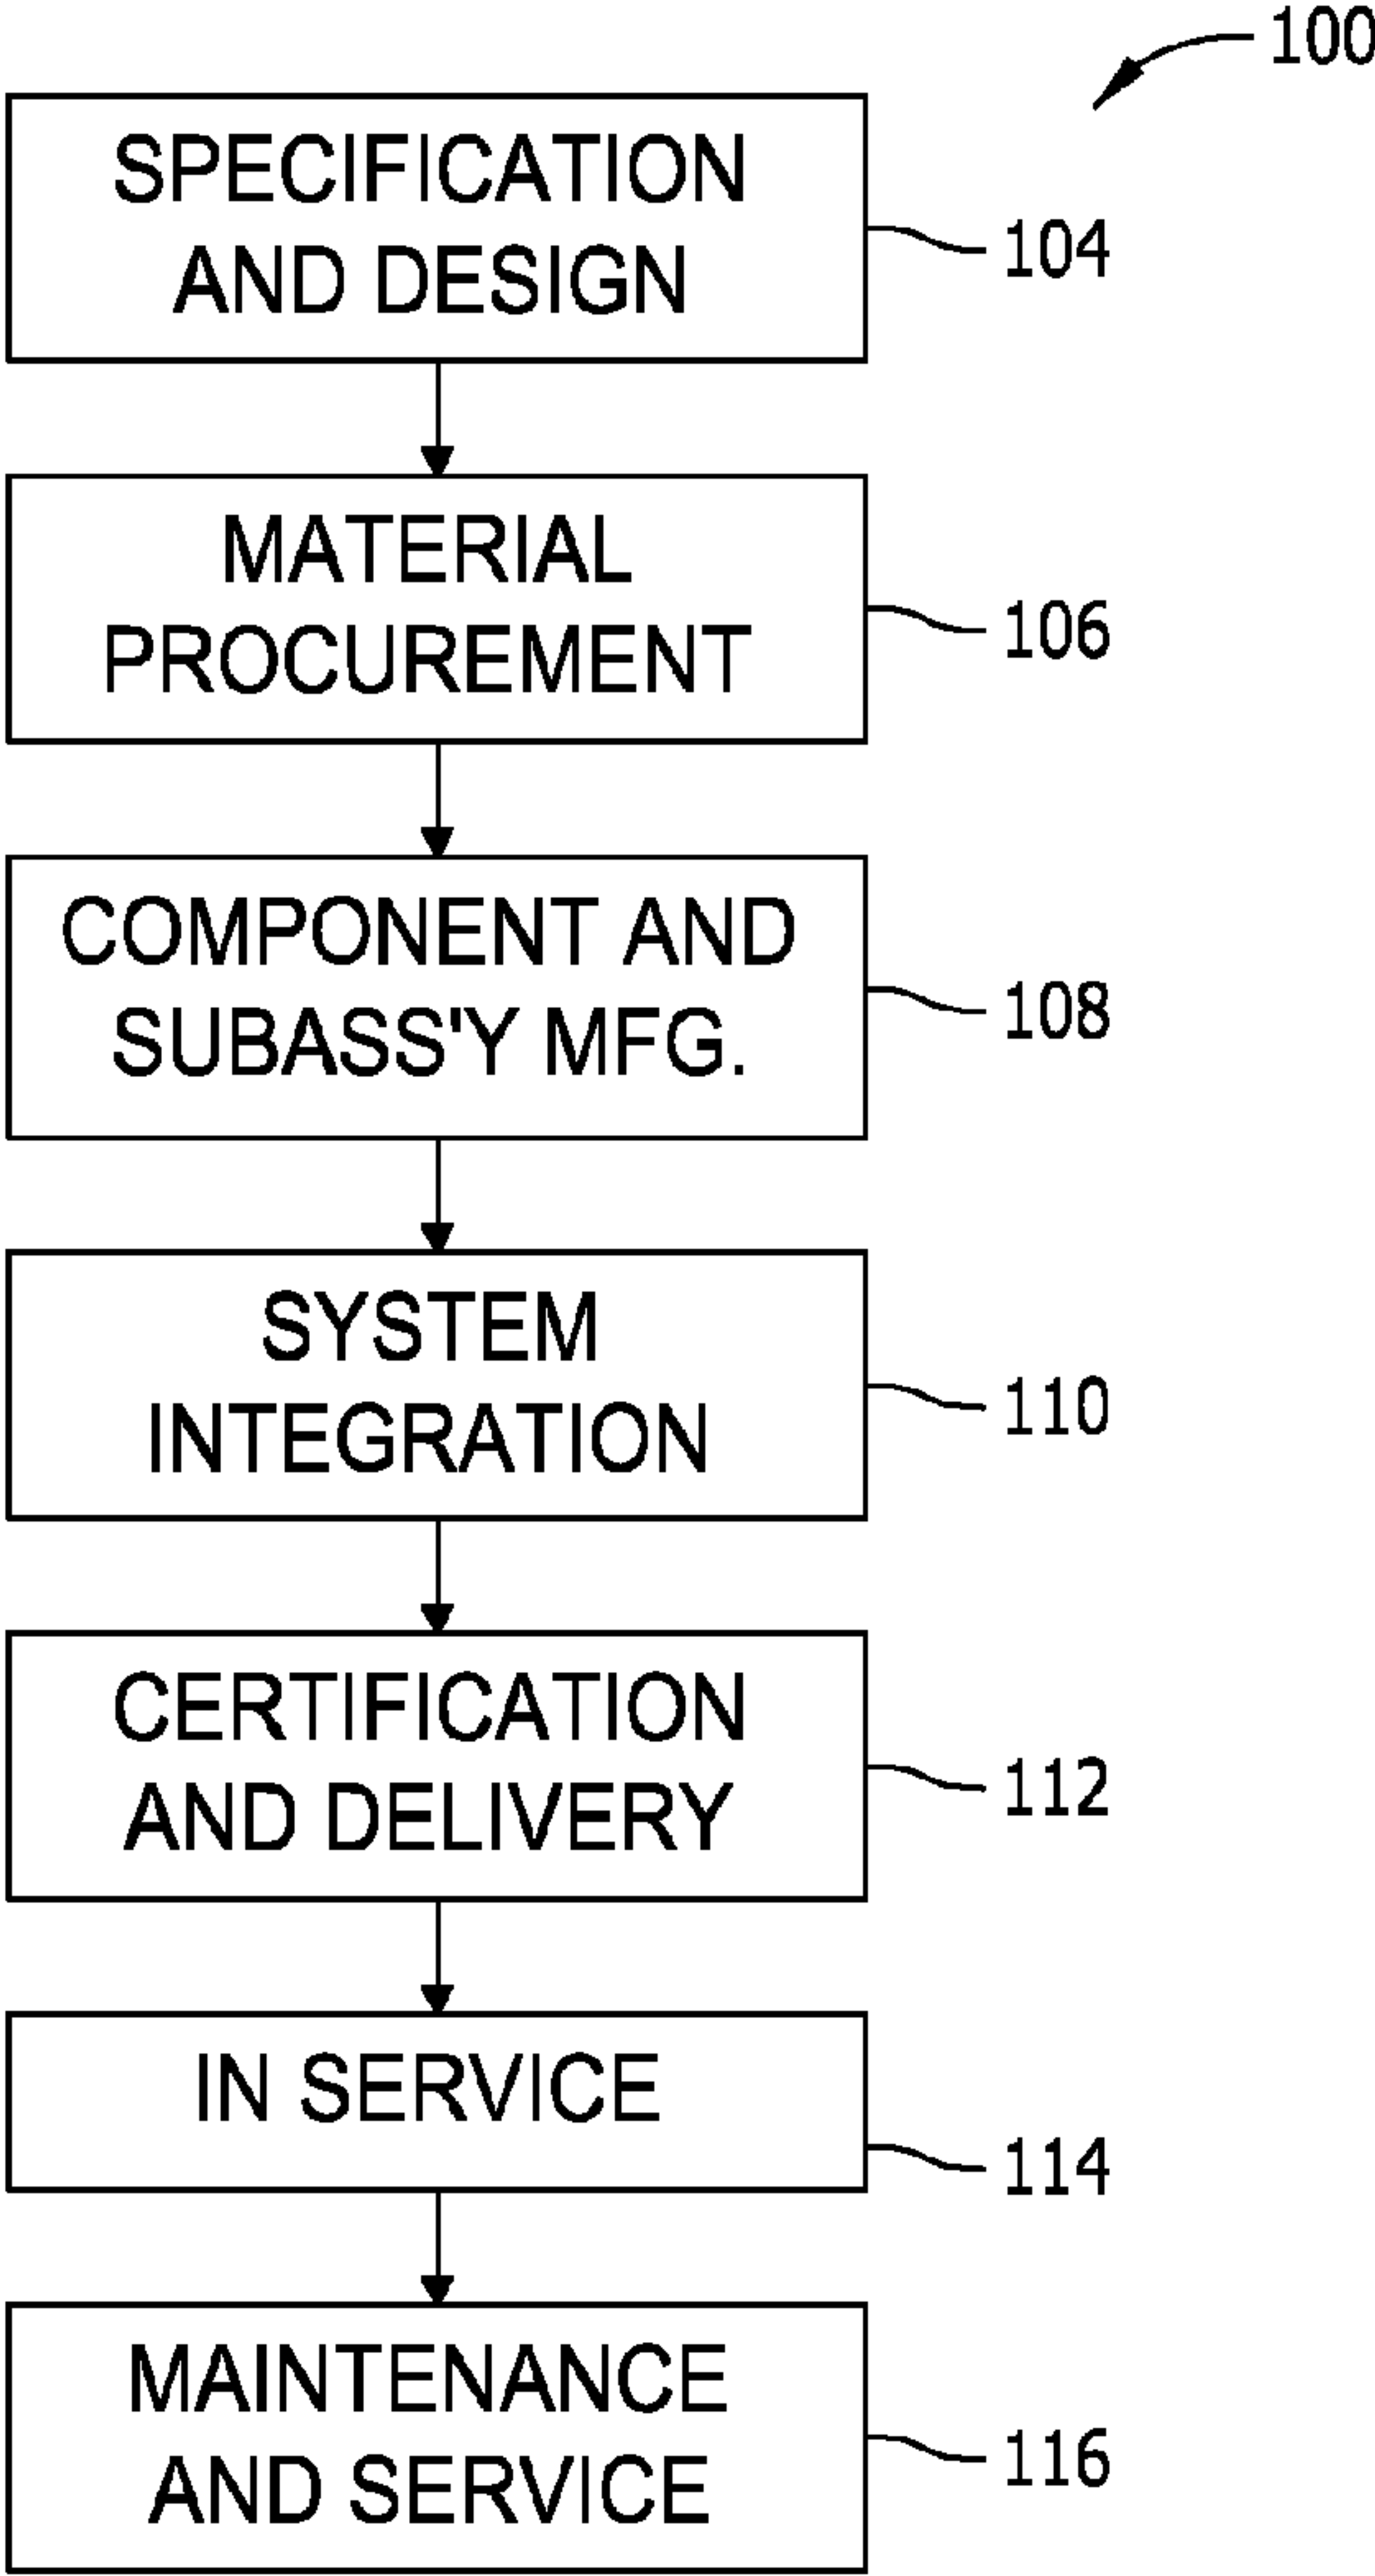 100
SPECIFICATION
AND DESIGN
104
MATERIAL
PROCUREMENT
106
COMPONENT AND
SUBASS'Y MFG.
108
SYSTEM
INTEGRATION
110
CERTIFICATION
AND DELIVERY
112
IN SERVICE
114
MAINTENANCE
AND SERVICE
116